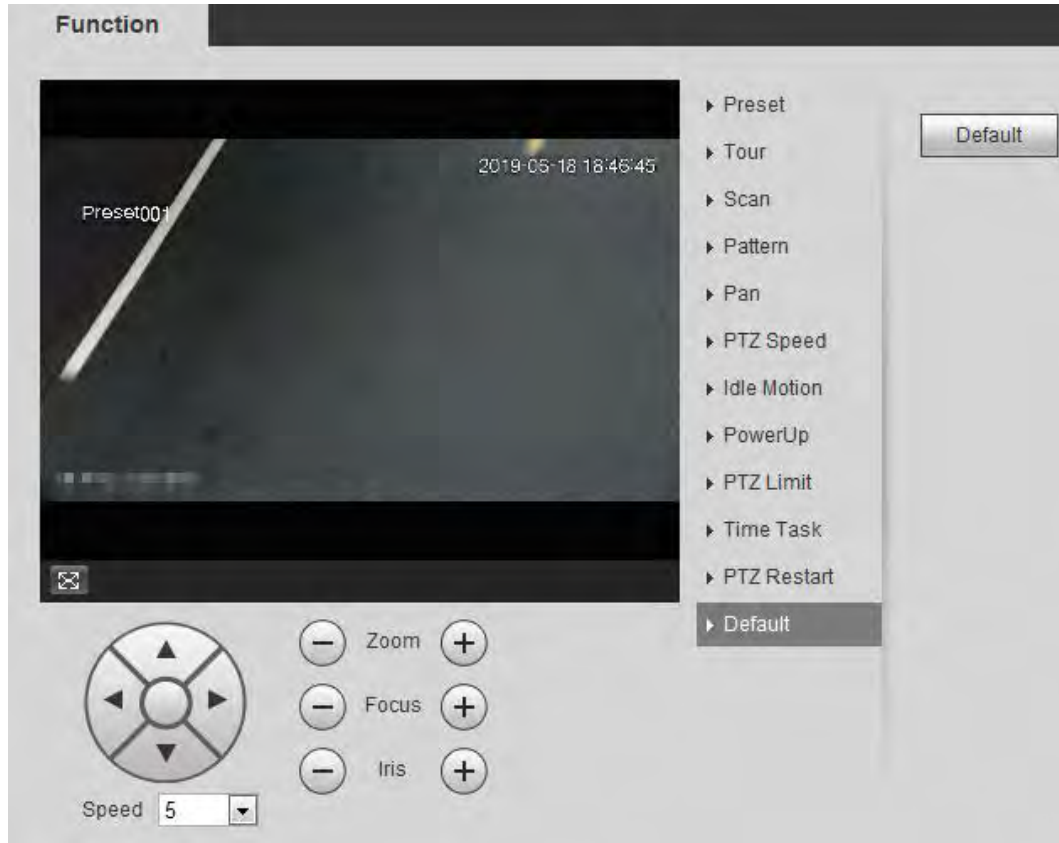 Function
2019-05-18 18:46:45
Preset001
Preset
Tour
Scan
Pattern
Pan
PTZ Speed
Idle Motion
PowerUp
PTZ Limit
Time Task
PTZ Restart
Default
Default
Zoom
Focus
Iris
Speed 5